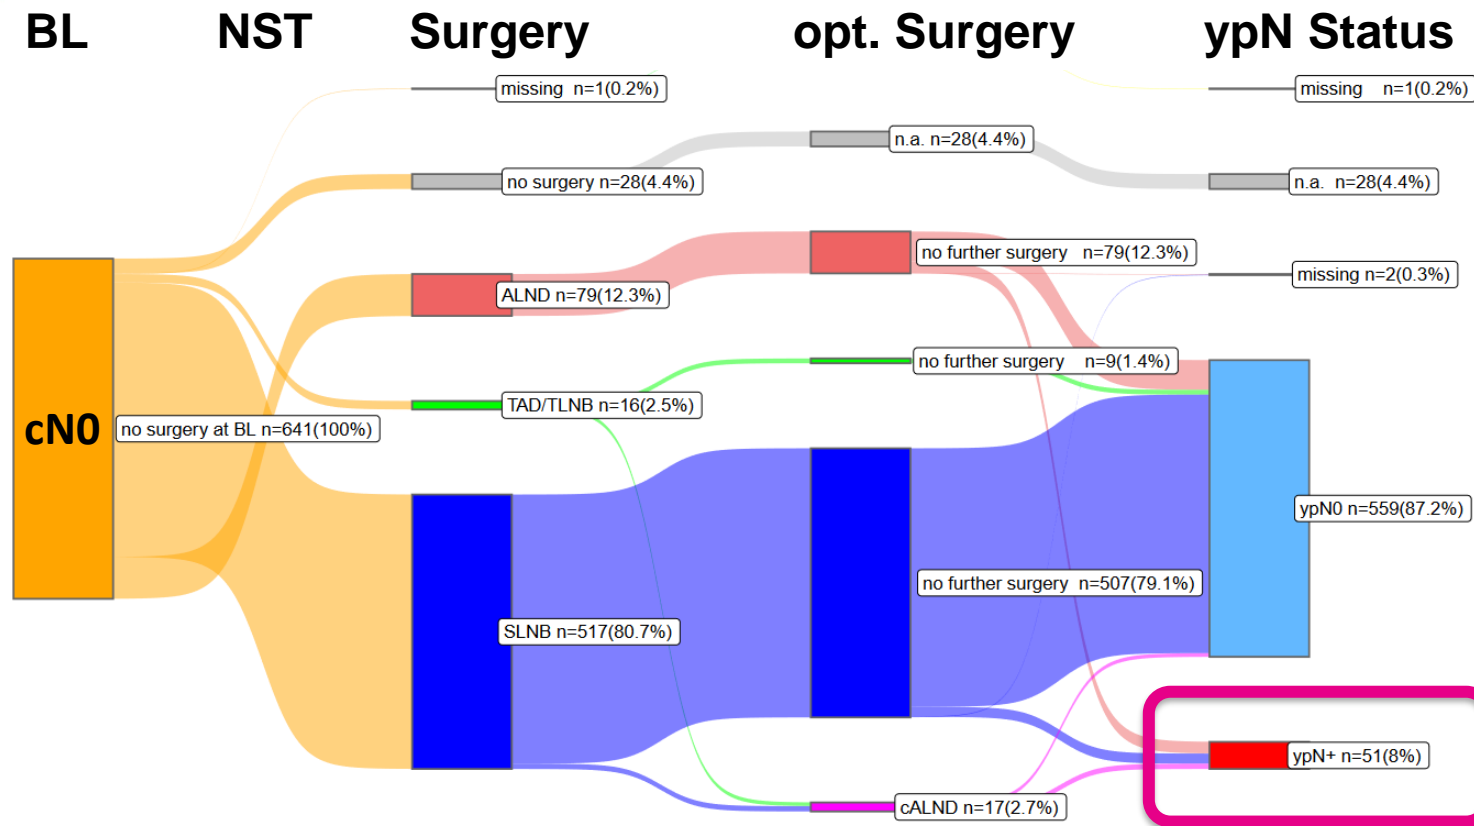 BL NST Surgery opt. Surgery ypN Status
missing n=1(0.2%)
missing n=1(0.2%)
n.a. n=28(4.4%)
no surgery n=28(4.4%)
n.a. n=28(4.4%)
no further surgery n=79(12.3%)
missing n=2(0.3%)
ALND n=79(12.3%)
no further surgery n=9(1.4%)
TAD/TLNB n=16(2.5%)
cN0
no surgery at BL n=641(100%)
ypN0 n=559(87.2%)
no further surgery n=507(79.1%)
SLNB n=517(80.7%)
ypN+ n=51(8%)
cALND n=17(2.7%)